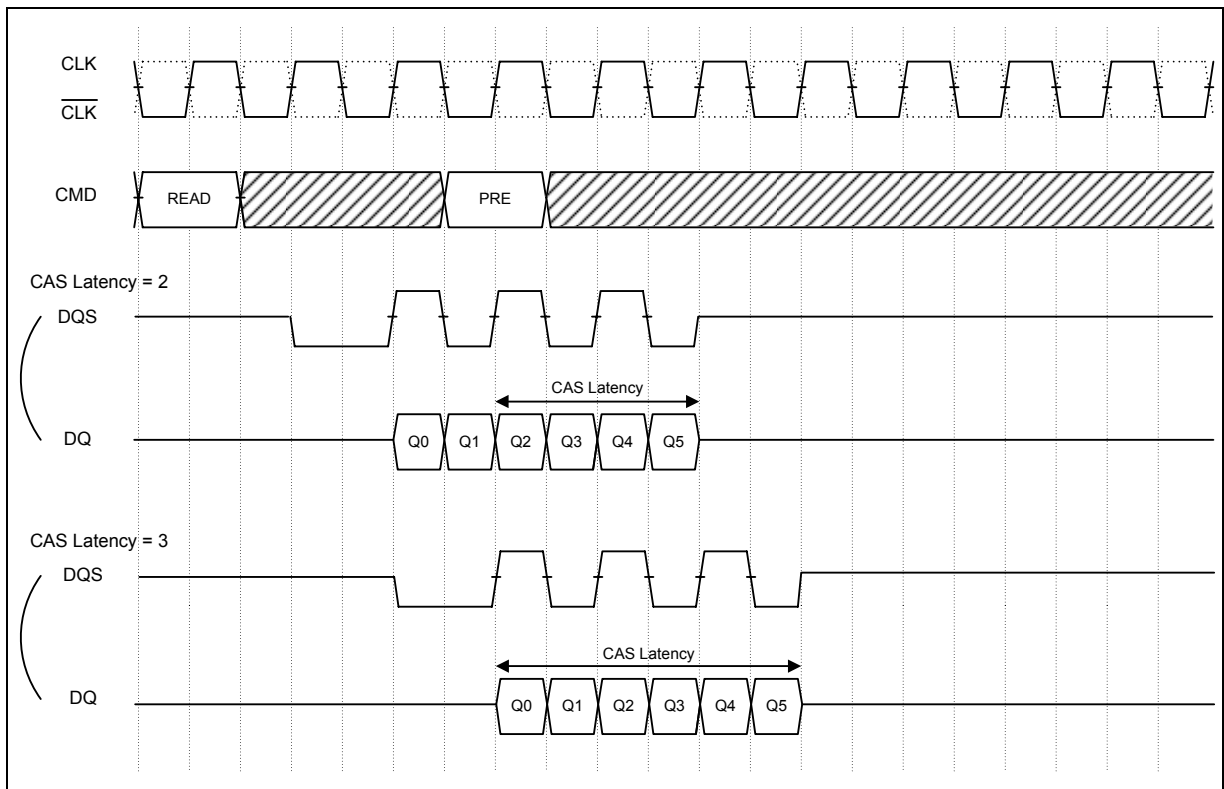 CLK
CLK
CMD
READ
PRE
CAS Latency = 2
DQS
CAS Latency
DQ
Q0 Q1 Q2 Q3 Q4 Q5
CAS Latency = 3
DQS
CAS Latency
DQ
Q0 Q1 Q2 Q3 Q4 Q5